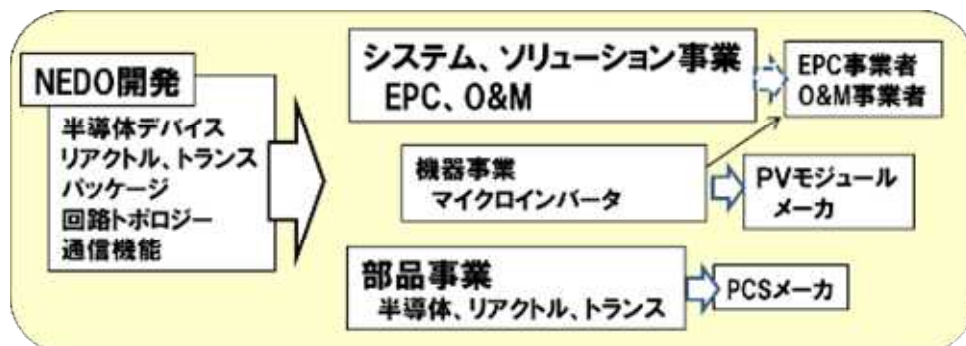 NEDO開発
半導体デバイス
リアクトル、トランス
パッケージ
回路トポロジー
通信機能
システム、ソリューション事業
EPC、O&M
EPC事業者
O&M事業者
機器事業
マイクロインバータ
PVモジュール
メーカ
部品事業
半導体、リアクトル、トランス
PCSメーカ